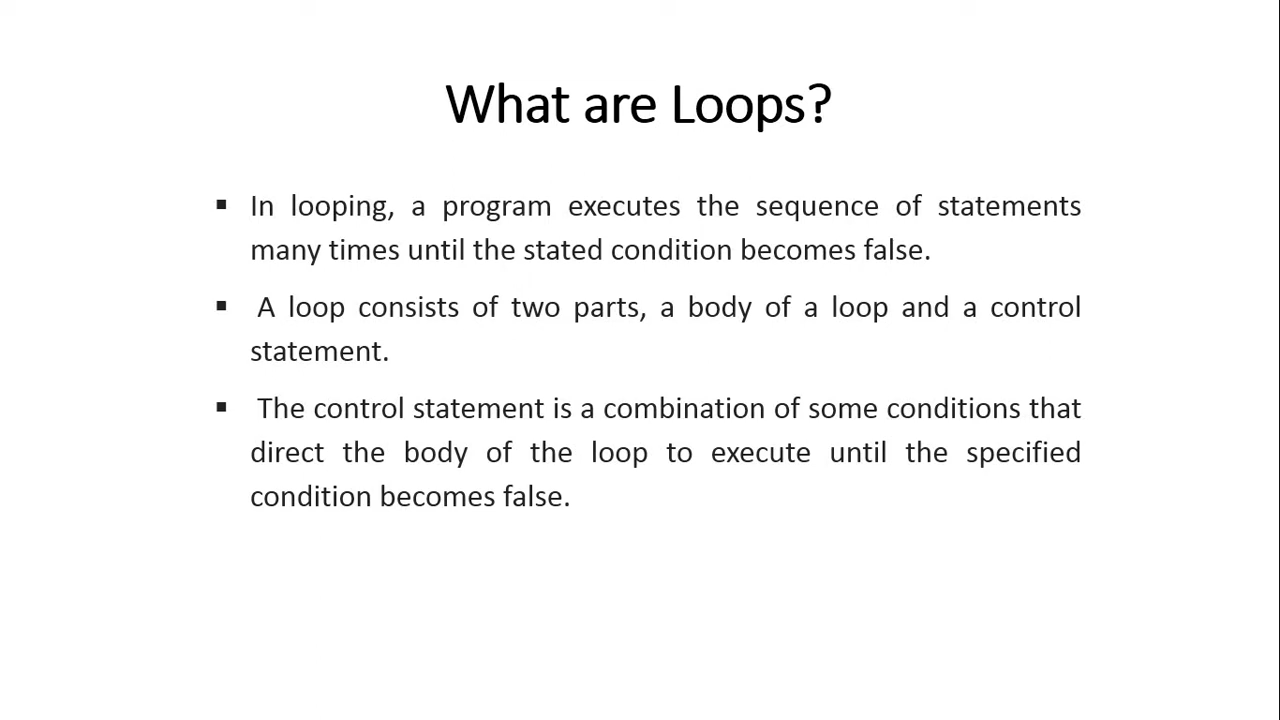 What are Loops?
▪ In looping, a program executes the sequence of statements
many times until the stated condition becomes false.
▪ A loop consists of two parts, a body of a loop and a control
statement.
▪ The control statement is a combination of some conditions that
direct the body of the loop to execute until the specified
condition becomes false.